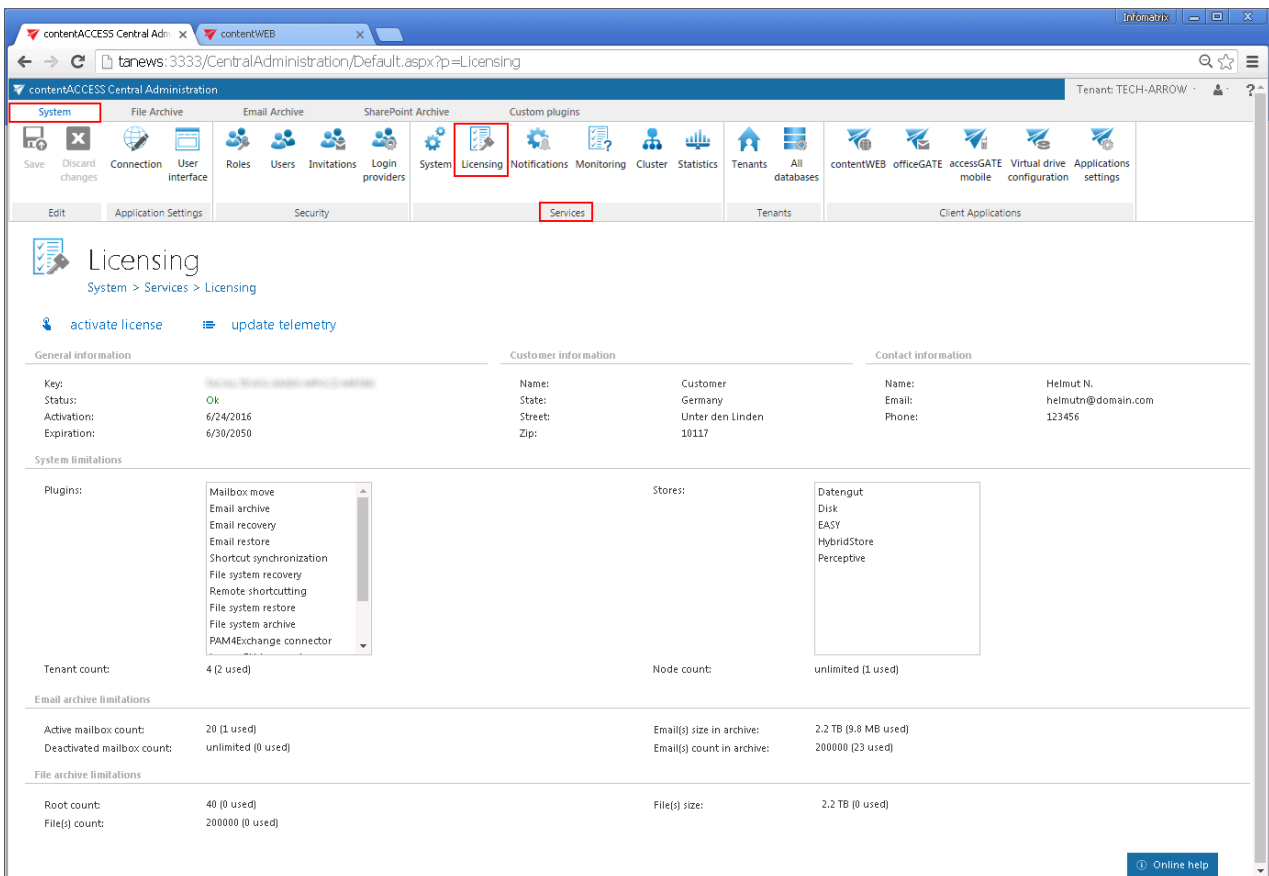 Infomatrix
contentACCESS Central Adm
contentWEB
tanews:3333/CentralAdministration/Default.aspx?p=Licensing
contentACCESS Central Administration
Tenant: TECH-ARROW
?
System File Archive Email Archive SharePoint Archive Custom plugins
Save Discard changes Connection User interface Roles Users Invitations Login providers System Licensing Notifications Monitoring Cluster Statistics Tenants All databases contentWEB officeGATE accessGATE mobile Virtual drive configuration Applications settings
Edit Application Settings Security Services Tenants Client Applications
Licensing
System > Services > Licensing
activate license update telemetry
General information Customer information Contact information
Key: Name: Customer Name: Helmut N.
Status: Ok State: Germany Email: helmutn@domain.com
Activation: 6/24/2016 Street: Unter den Linden Phone: 123456
Expiration: 6/30/2050 Zip: 10117
System limitations
Plugins: Mailbox move Stores: Datengut
Email archive Disk
Email recovery EASY
Email restore HybridStore
Shortcut synchronization Perceptive
File system recovery
Remote shortcutting
File system restore
File system archive
PAM4Exchange connector
Tenant count: 4 (2 used) Node count: unlimited (1 used)
Email archive limitations
Active mailbox count: 20 (1 used) Email(s) size in archive: 2.2 TB (9.8 MB used)
Deactivated mailbox count: unlimited (0 used) Email(s) count in archive: 200000 (23 used)
File archive limitations
Root count: 40 (0 used) File(s) size: 2.2 TB (0 used)
File(s) count: 200000 (0 used)
Online help